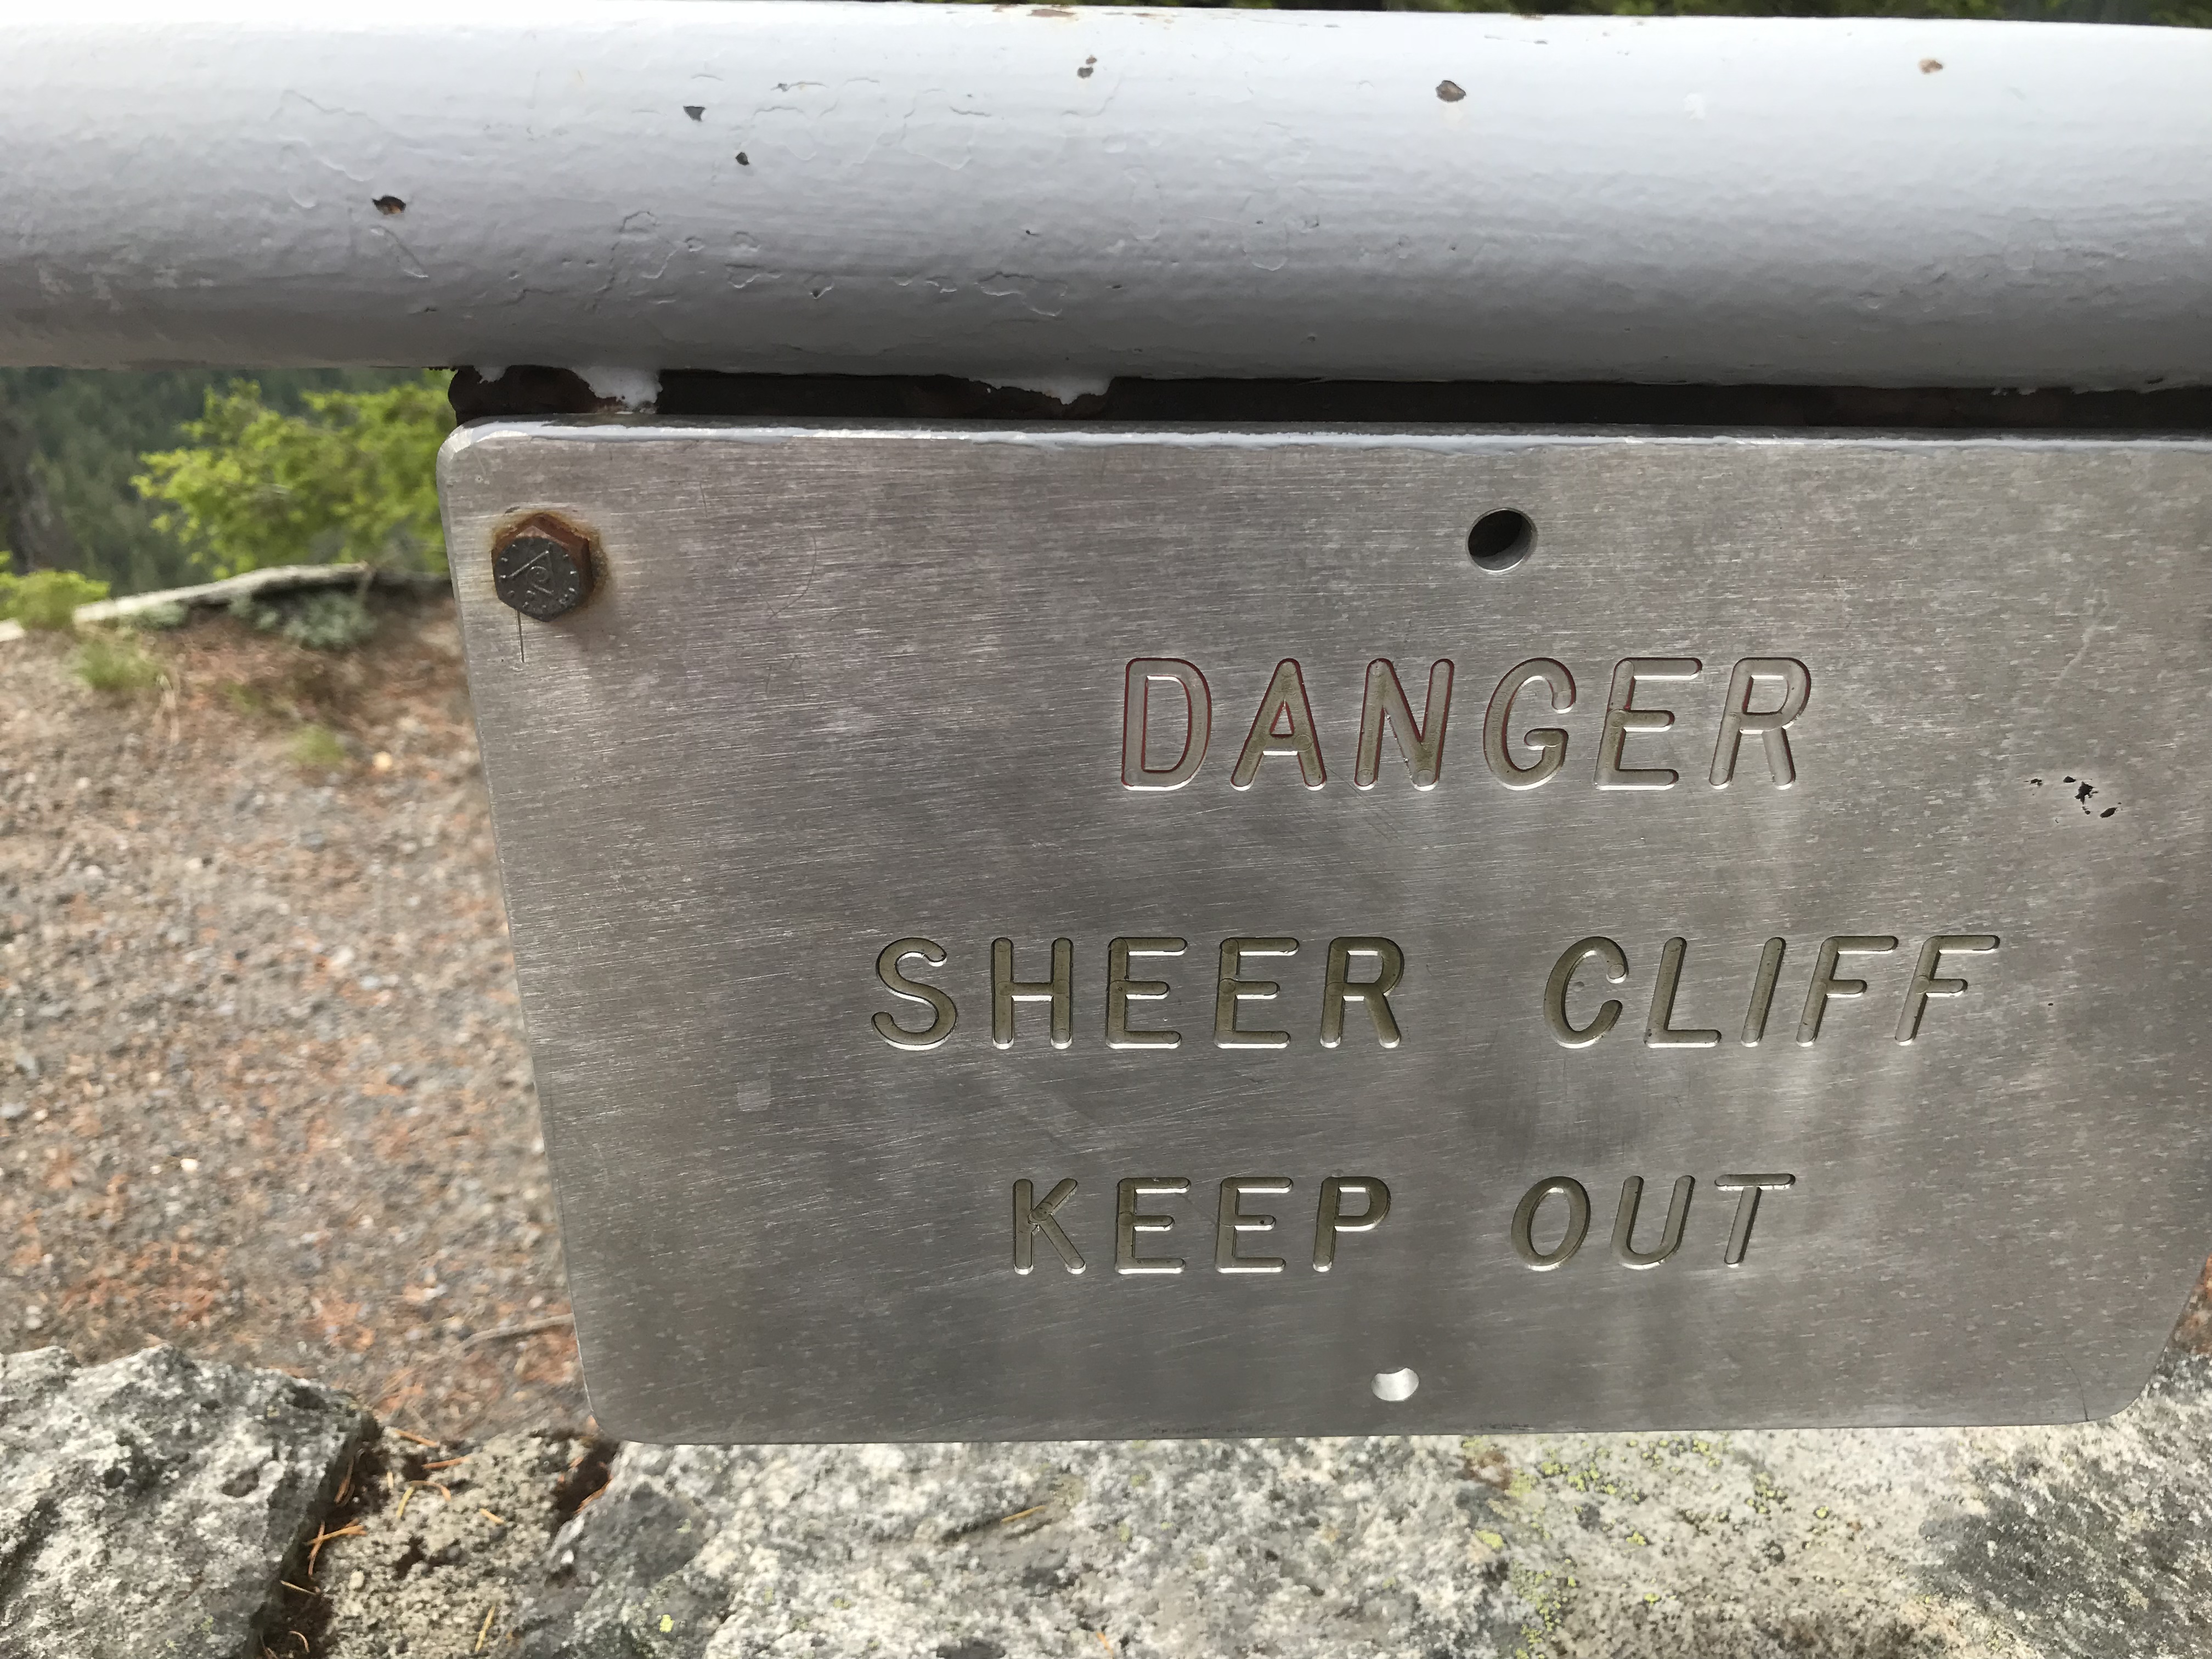 DANGER
SHEER CLIFF
KEEP OUT